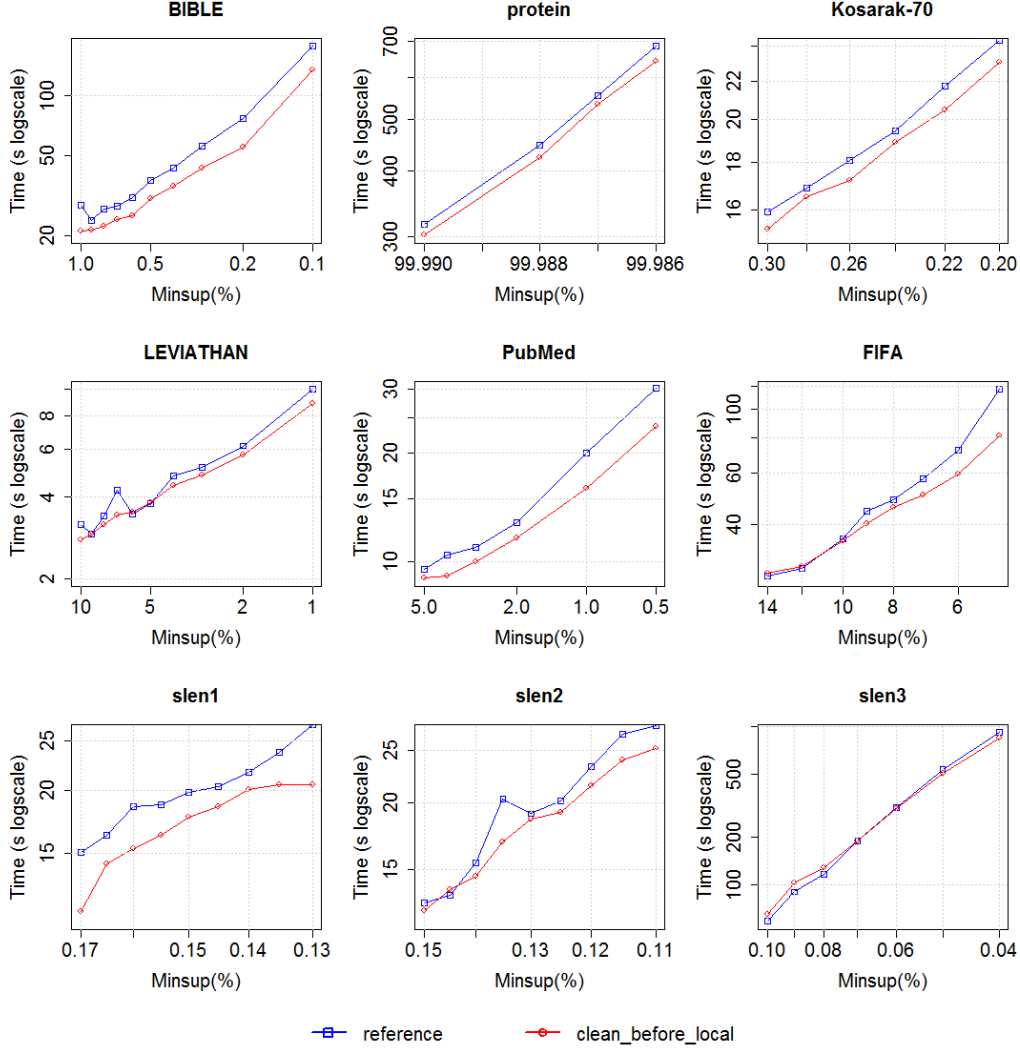 BIBLE
Time (s logscale)
100
50
20
1.0 0.5 0.2 0.1
Minsup(%)
protein
Time (s logscale)
700
500
400
300
99.990 99.988 99.986
Minsup(%)
Kosarak-70
Time (s logscale)
22
20
18
16
0.30 0.26 0.22 0.20
Minsup(%)
LEVIATHAN
Time (s logscale)
8
6
4
2
10 5 2 1
Minsup(%)
PubMed
Time (s logscale)
30
20
15
10
5.0 2.0 1.0 0.5
Minsup(%)
FIFA
Time (s logscale)
100
60
40
14 10 8 6
Minsup(%)
slen1
Time (s logscale)
25
20
15
0.17 0.15 0.14 0.13
Minsup(%)
slen2
Time (s logscale)
25
20
15
0.15 0.13 0.12 0.11
Minsup(%)
slen3
Time (s logscale)
500
200
100
0.10 0.08 0.06 0.04
Minsup(%)
reference clean_before_local